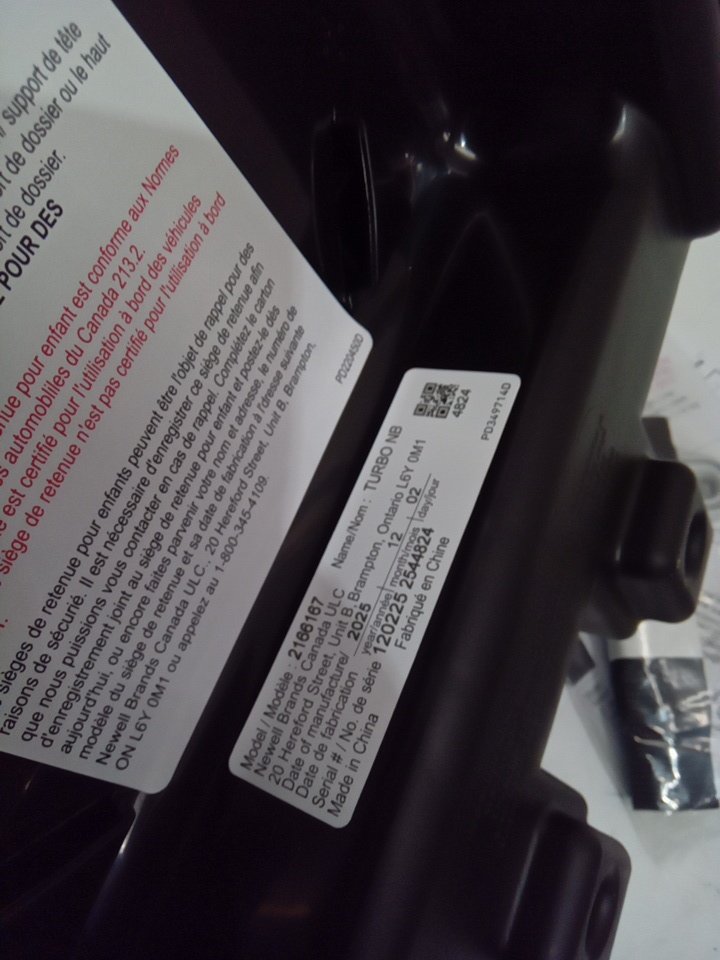 support de tête
de dossier ou le haut
de dossier.
POUR DES
pour enfant est conforme aux Normes
automobiles du Canada 213.2.
est certifié pour l'utilisation à bord des véhicules
siège de retenue n'est pas certifié pour l'utilisation à bord
sièges de retenue pour enfants peuvent être l'objet de rappel pour des
raisons de sécurié. Il est nécessaire d'enregistrer ce siège de retenue afin
que nous puissions vous contacter en cas de rappel. Complétez le carton
d'enregistrement joint au siège de retenue pour enfant et postez-le dès
aujourd'hui, ou encore faites parvenir votre nom et adresse, le numéro de
modèle du siège de retenue et sa date de fabrication à l'dresse suivante
Newell Brands Canada ULC., 20 Hereford Street, Unit B, Brampton,
ON L6Y 0M1 ou appelez au 1-800-345-4109.
PD220450D
Model / Modèle : 2166167 Name/Nom : TURBO NB
Newell Brands Canada ULC
20 Hereford Street, Unit B, Brampton, Ontario L6Y 0M1
Date of manufacture/ 2025 12 02
Date de fabrication year/année month/mois day/jour
Serial # / No. de série 120225 2544824
Made in China Fabriqué en Chine
4824
PD349714D